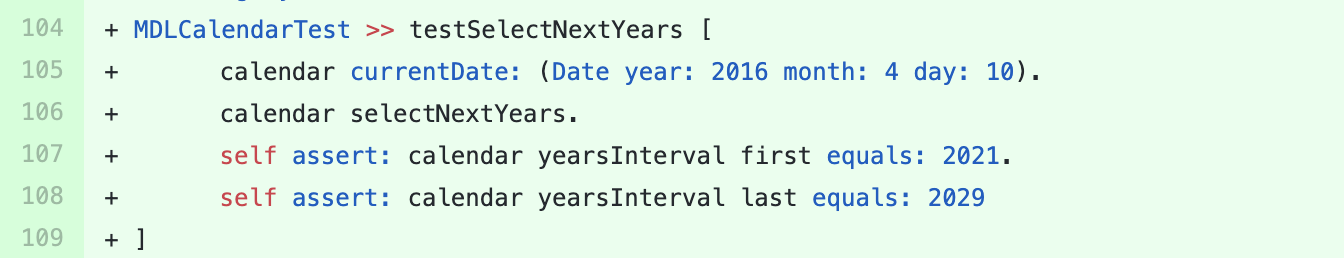 104 + MDLCalendarTest >> testSelectNextYears [
105 + calendar currentDate: (Date year: 2016 month: 4 day: 10).
106 + calendar selectNextYears.
107 + self assert: calendar yearsInterval first equals: 2021.
108 + self assert: calendar yearsInterval last equals: 2029
109 + ]